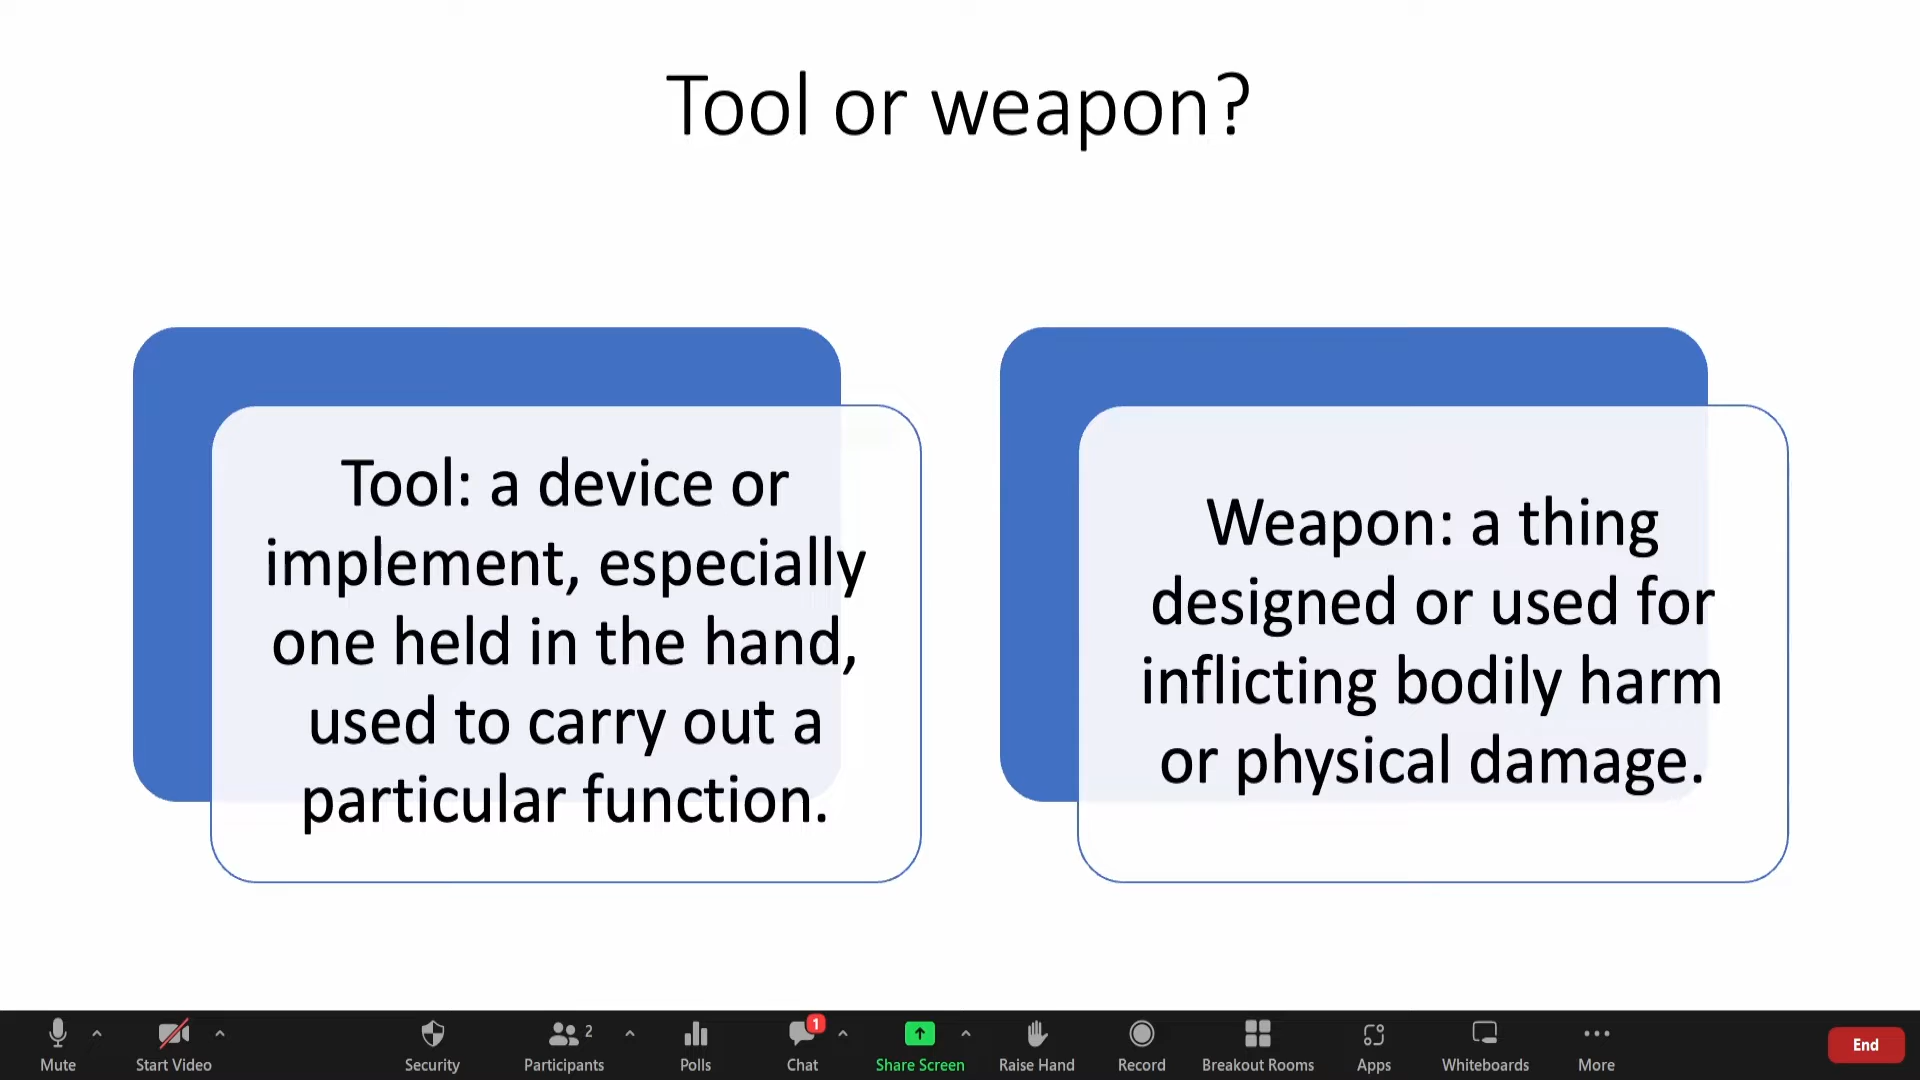 Tool or weapon?
Tool: a device or
implement, especially
one held in the hand,
used to carry out a
particular function.
Weapon: a thing
designed or used for
inflicting bodily harm
or physical damage.
Mute
Start Video
Security
Participants
2
Polls
Chat
1
Share Screen
Raise Hand
Record
Breakout Rooms
Apps
Whiteboards
More
End